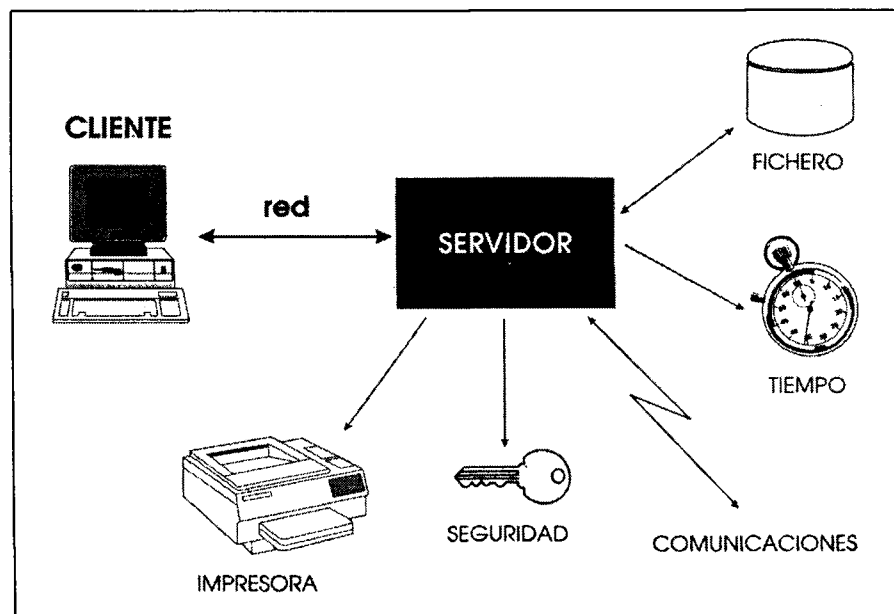 CLIENTE
red
SERVIDOR
FICHERO
TIEMPO
IMPRESORA
SEGURIDAD
COMUNICACIONES